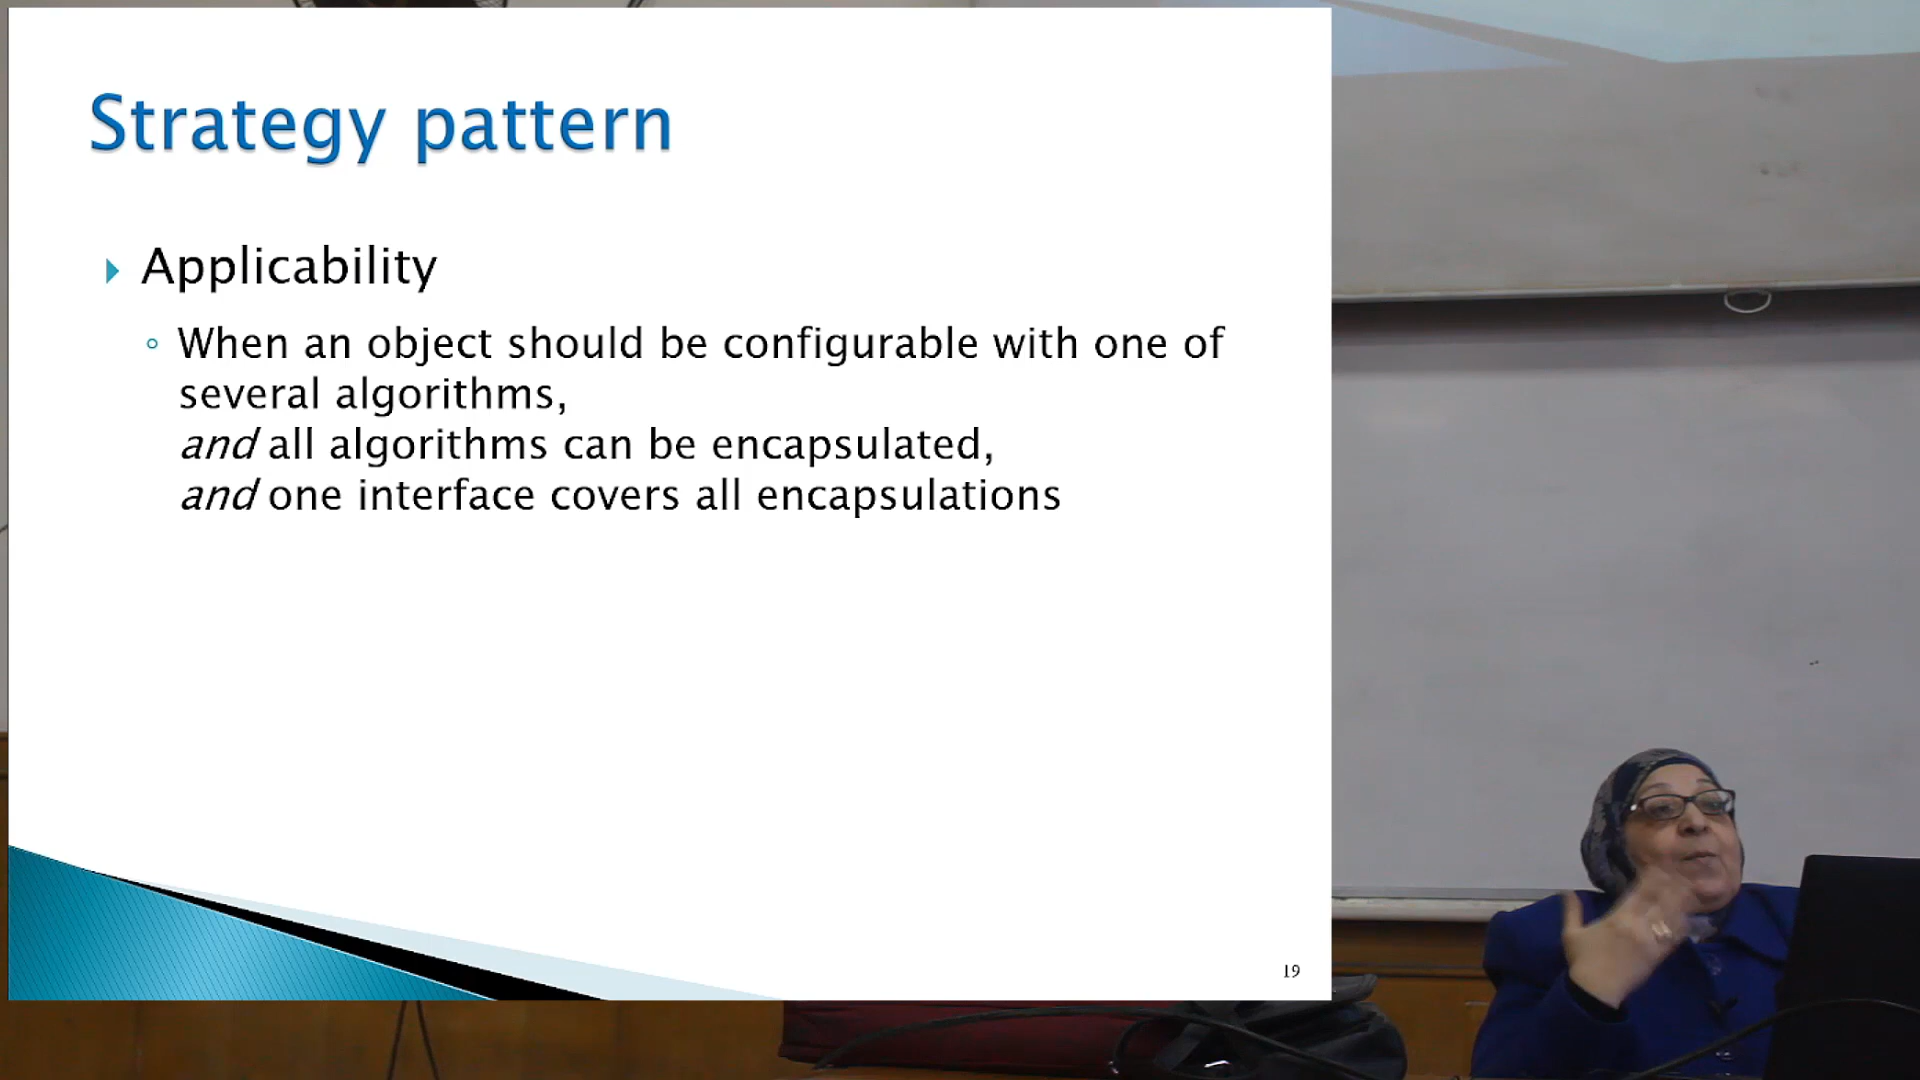 Strategy pattern
Applicability
When an object should be configurable with one of
several algorithms,
and all algorithms can be encapsulated,
and one interface covers all encapsulations
19